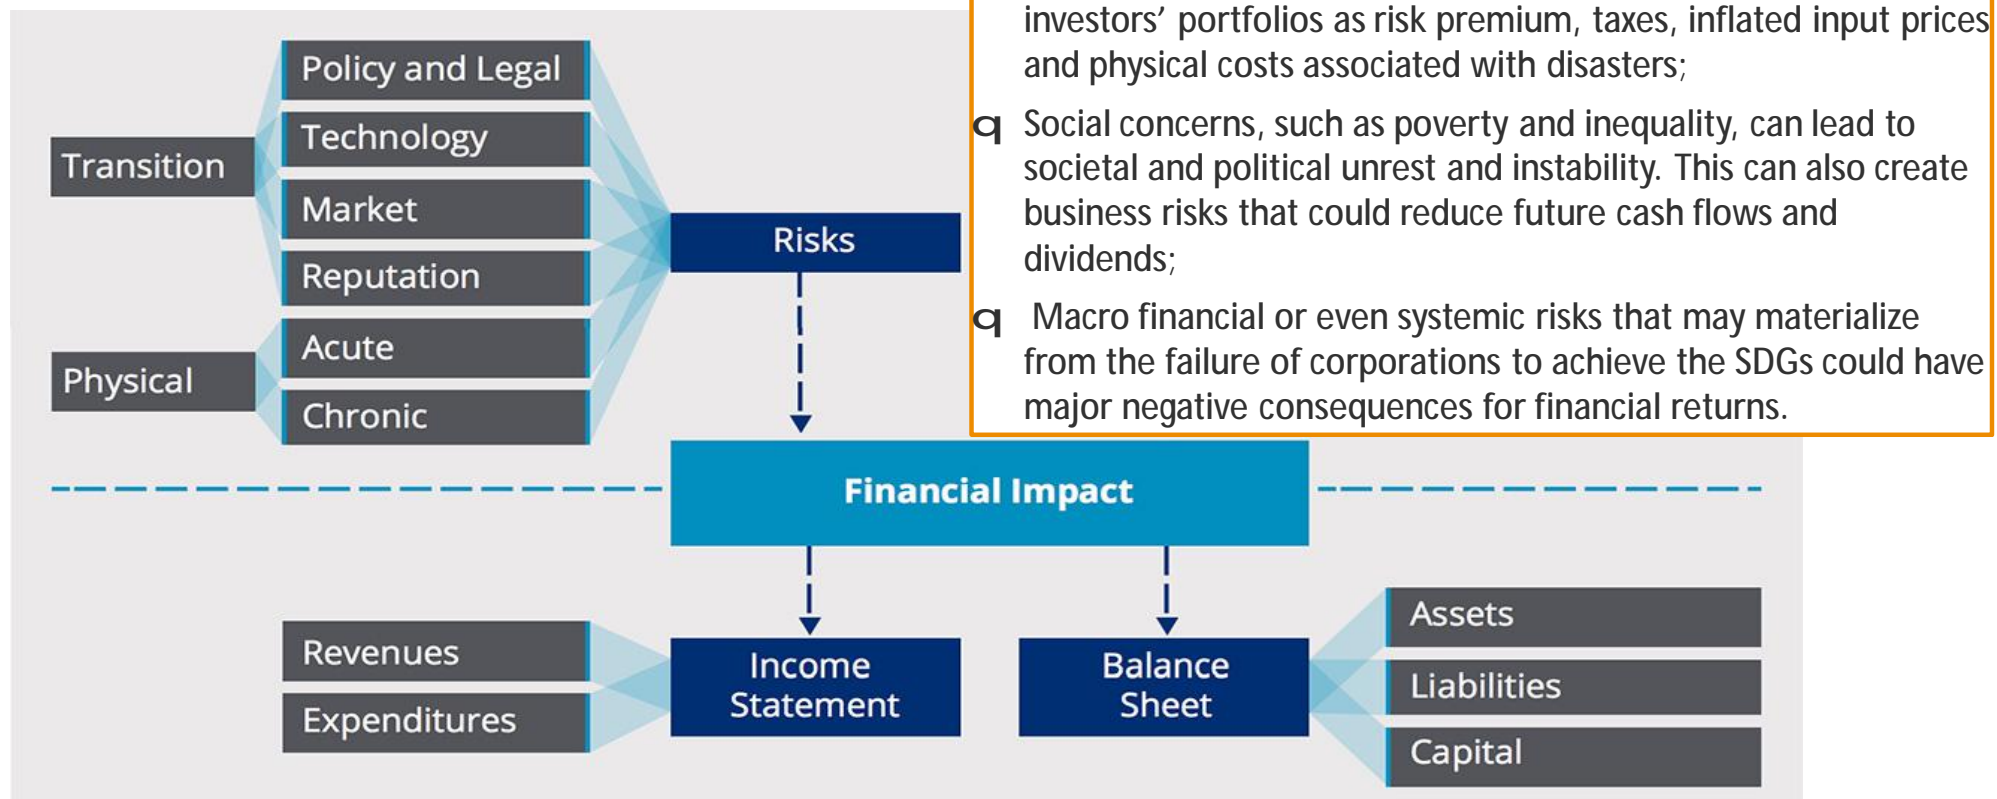 investors' portfolios as risk premium, taxes, inflated input prices
and physical costs associated with disasters;
q Social concerns, such as poverty and inequality, can lead to
societal and political unrest and instability. This can also create
business risks that could reduce future cash flows and
dividends;
q Macro financial or even systemic risks that may materialize
from the failure of corporations to achieve the SDGs could have
major negative consequences for financial returns.
Transition
Policy and Legal
Technology
Market
Reputation
Physical
Acute
Chronic
Risks
Financial Impact
Revenues
Expenditures
Income
Statement
Balance
Sheet
Assets
Liabilities
Capital